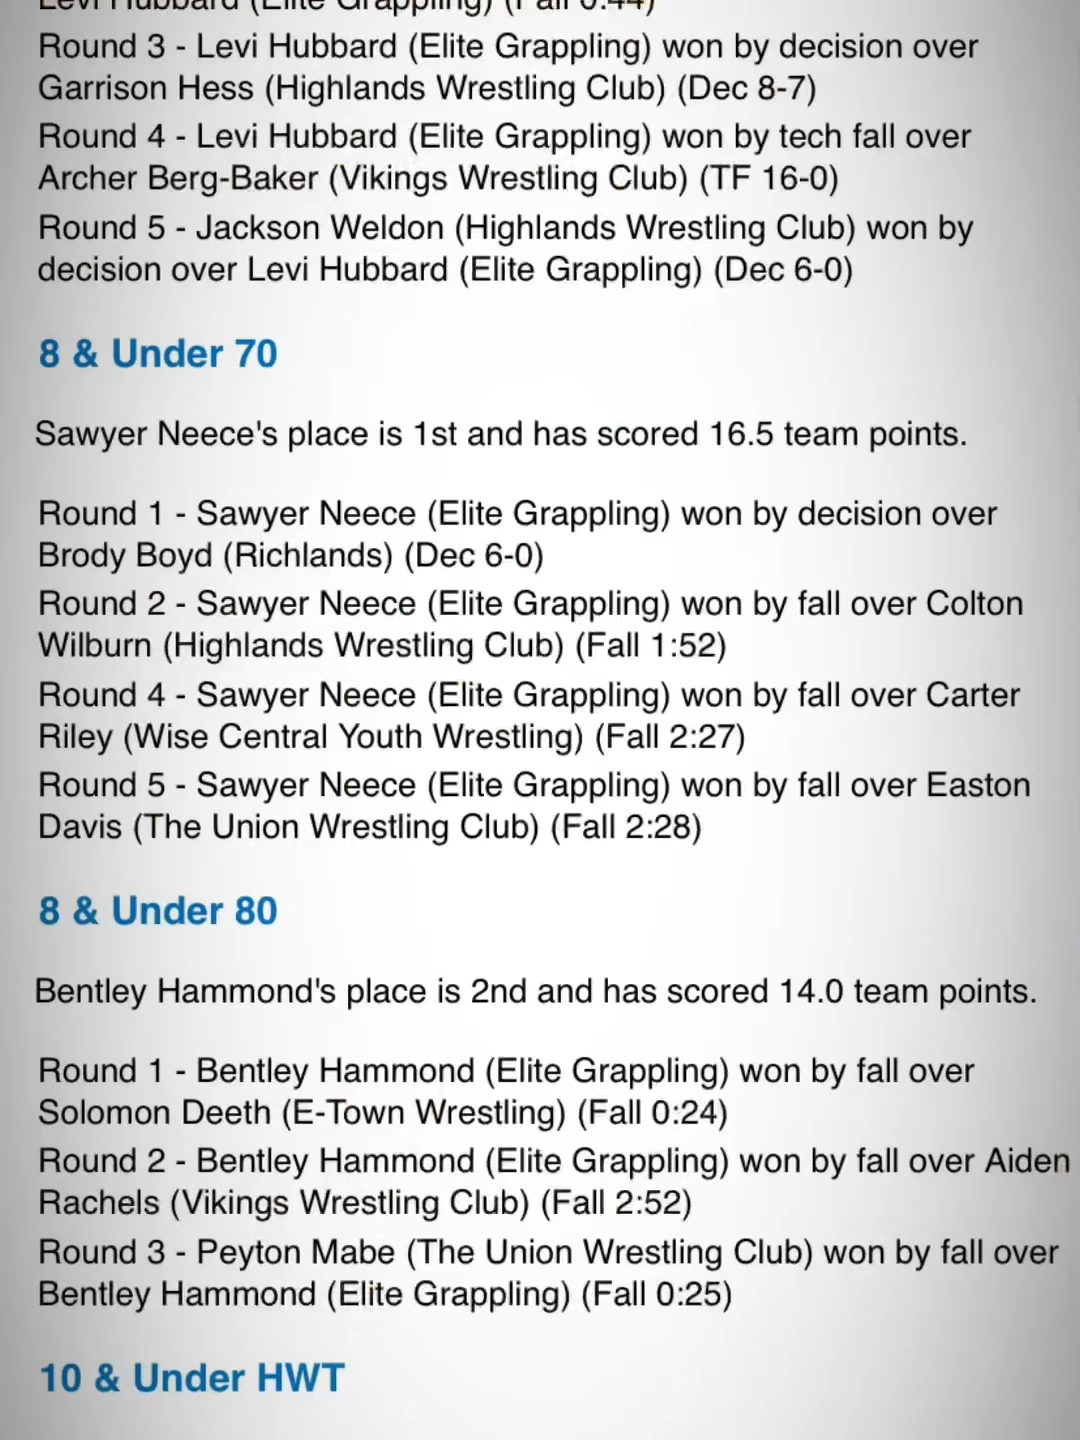 Levi Hubbard (Elite Grappling) (Fall 0:44)
Round 3 - Levi Hubbard (Elite Grappling) won by decision over
Garrison Hess (Highlands Wrestling Club) (Dec 8-7)
Round 4 - Levi Hubbard (Elite Grappling) won by tech fall over
Archer Berg-Baker (Vikings Wrestling Club) (TF 16-0)
Round 5 - Jackson Weldon (Highlands Wrestling Club) won by
decision over Levi Hubbard (Elite Grappling) (Dec 6-0)
8 & Under 70
Sawyer Neece's place is 1st and has scored 16.5 team points.
Round 1 - Sawyer Neece (Elite Grappling) won by decision over
Brody Boyd (Richlands) (Dec 6-0)
Round 2 - Sawyer Neece (Elite Grappling) won by fall over Colton
Wilburn (Highlands Wrestling Club) (Fall 1:52)
Round 4 - Sawyer Neece (Elite Grappling) won by fall over Carter
Riley (Wise Central Youth Wrestling) (Fall 2:27)
Round 5 - Sawyer Neece (Elite Grappling) won by fall over Easton
Davis (The Union Wrestling Club) (Fall 2:28)
8 & Under 80
Bentley Hammond's place is 2nd and has scored 14.0 team points.
Round 1 - Bentley Hammond (Elite Grappling) won by fall over
Solomon Deeth (E-Town Wrestling) (Fall 0:24)
Round 2 - Bentley Hammond (Elite Grappling) won by fall over Aiden
Rachels (Vikings Wrestling Club) (Fall 2:52)
Round 3 - Peyton Mabe (The Union Wrestling Club) won by fall over
Bentley Hammond (Elite Grappling) (Fall 0:25)
10 & Under HWT